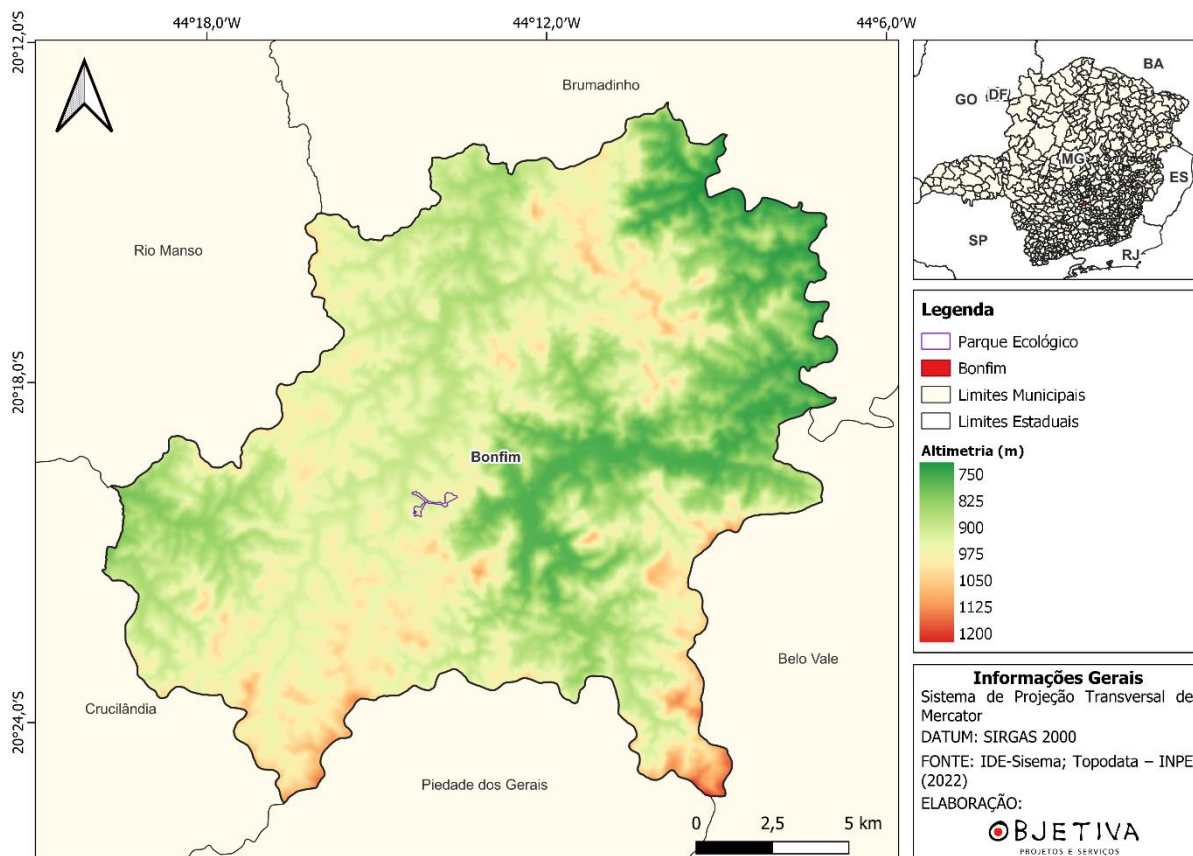 44°18,0'W
44°12,0'W
44°6,0'W
20°12,0'S
20°18,0'S
20°24,0'S
Brumadinho
Rio Manso
Bonfim
Belo Vale
Crucilândia
Piedade dos Gerais
0 2,5 5 km
BA
GO
DF
MG
ES
SP
RJ
Legenda
Parque Ecológico
Bonfim
Limites Municipais
Limites Estaduais
Altimetria (m)
750
825
900
975
1050
1125
1200
Informações Gerais
Sistema de Projeção Transversal de
Mercator
DATUM: SIRGAS 2000
FONTE: IDE-Sisema; Topodata – INPE
(2022)
ELABORAÇÃO:
OBJETIVA
PROJETOS E SERVIÇOS